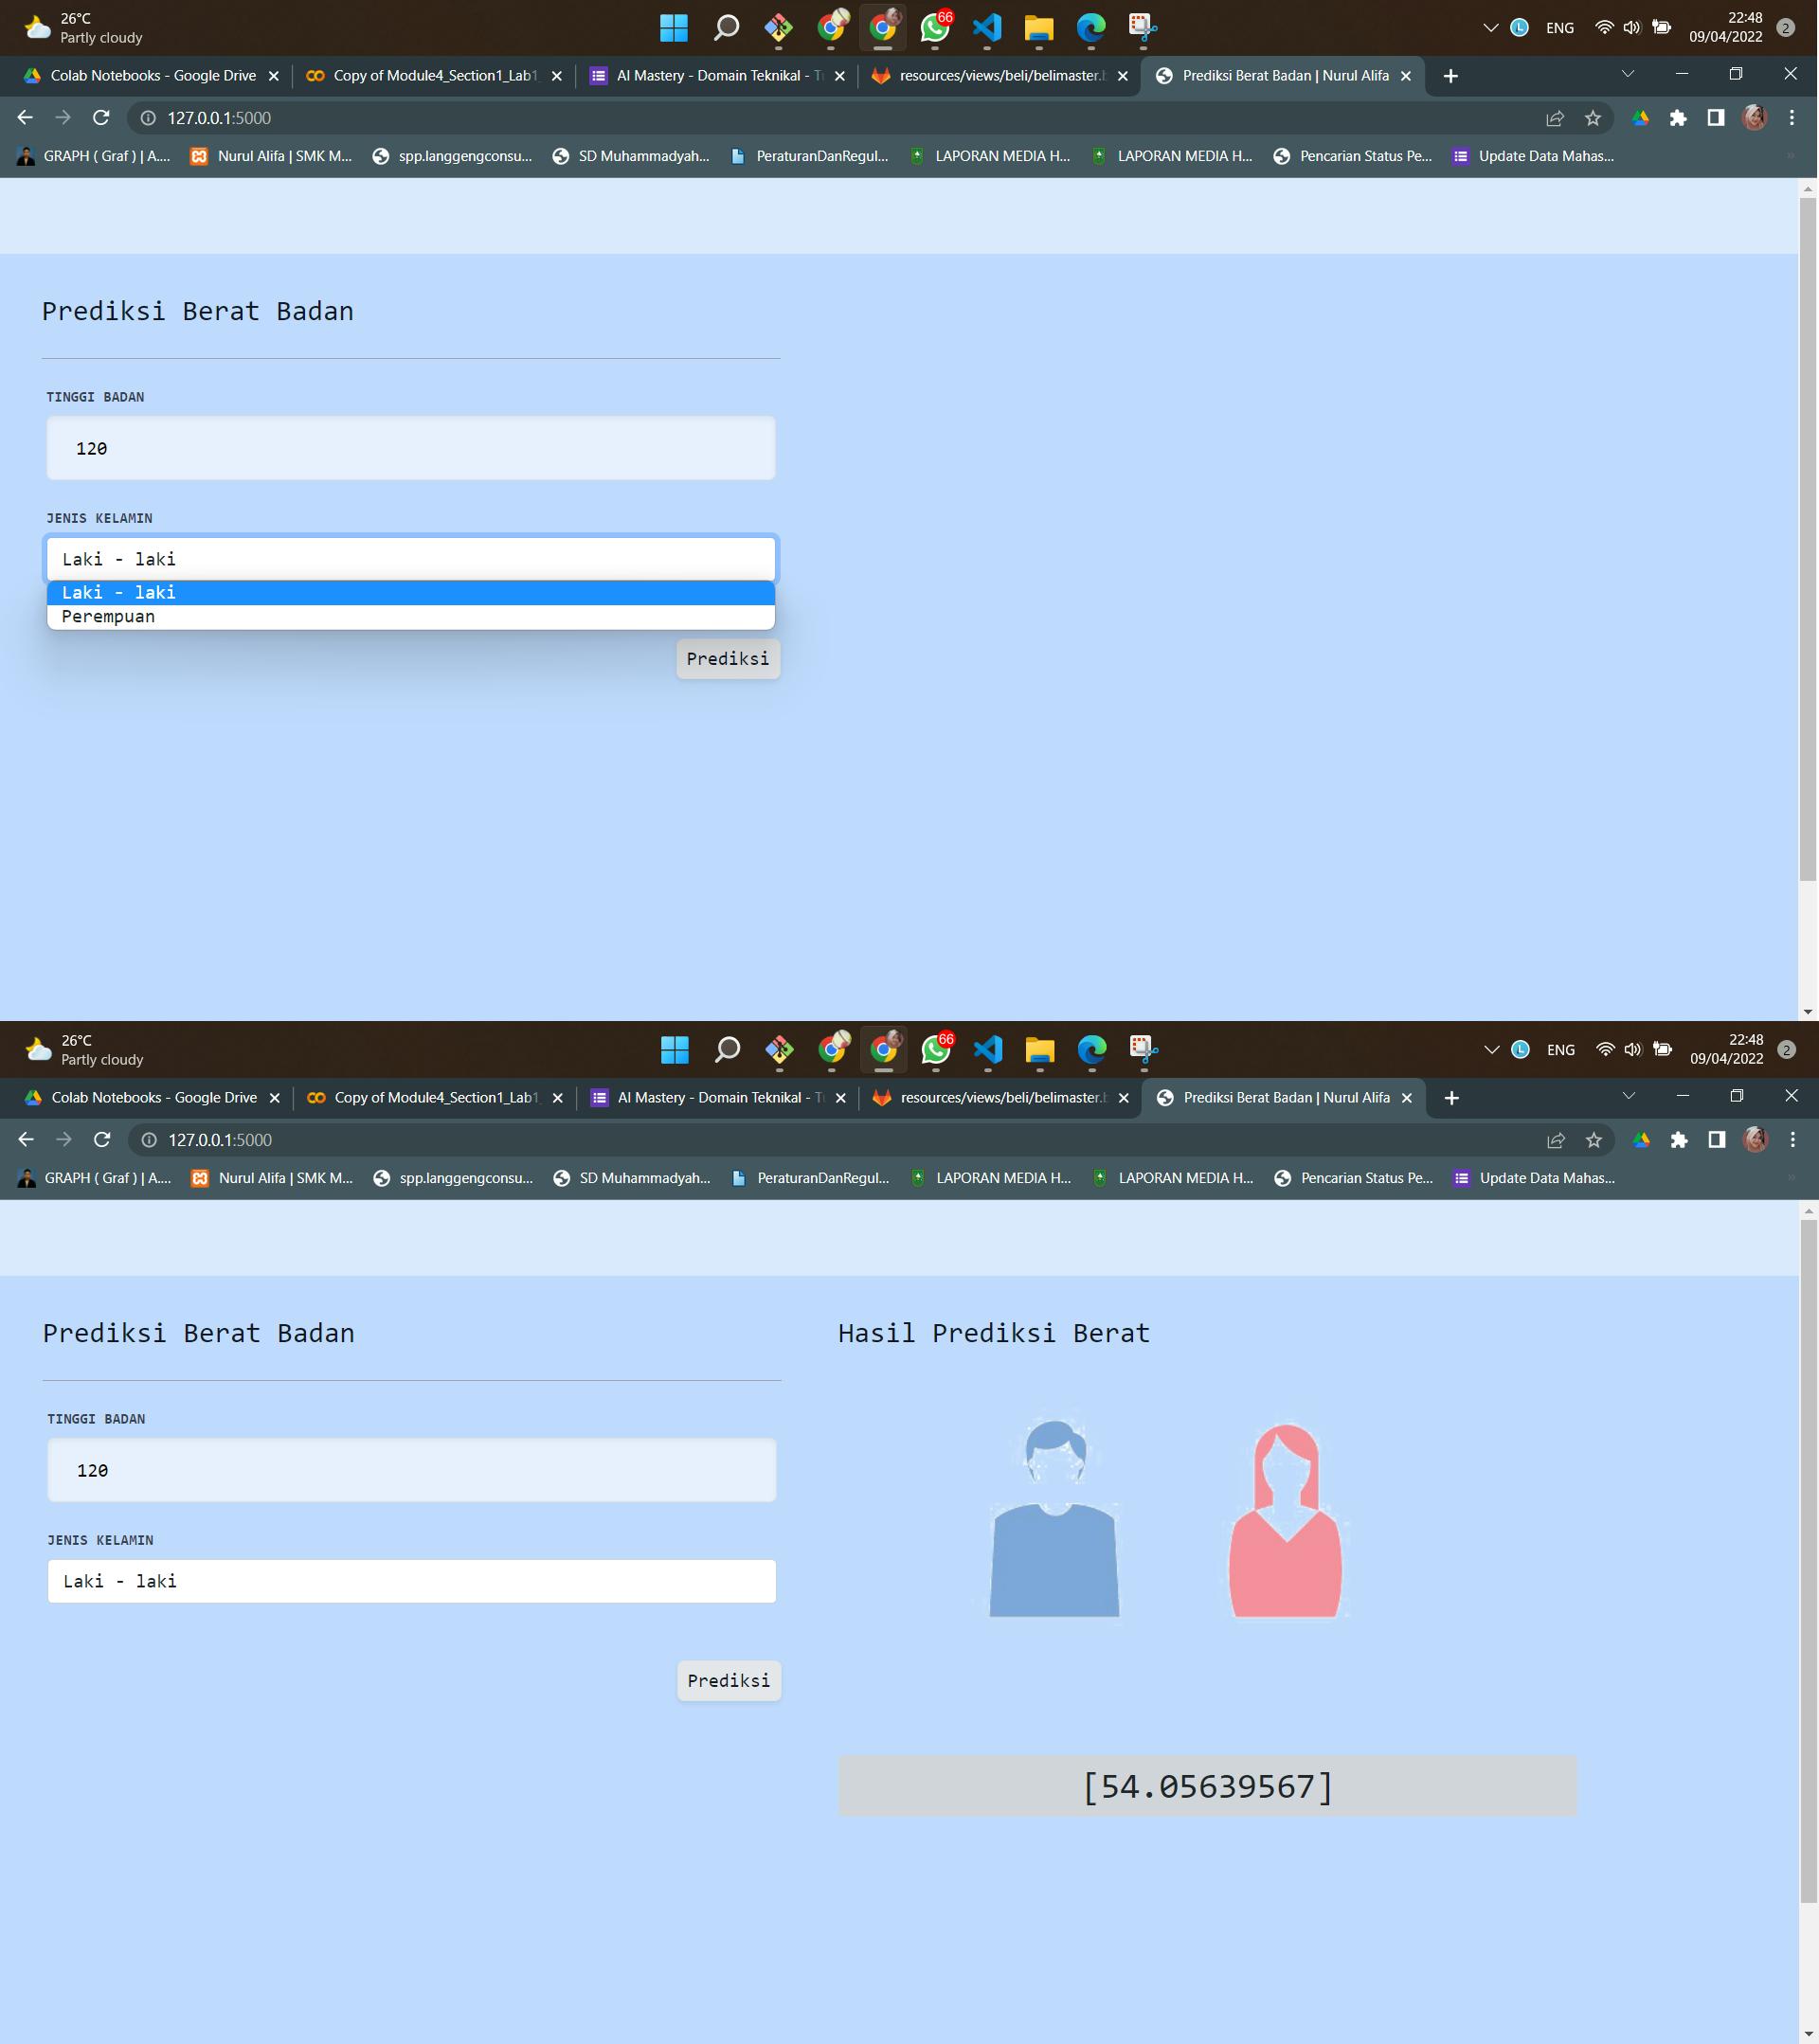 26°C
Partly cloudy
66
ENG
22:48
09/04/2022
2
Colab Notebooks - Google Drive
Copy of Module4_Section1_Lab1
AI Mastery - Domain Teknikal - T
resources/views/beli/belimaster.b
Prediksi Berat Badan | Nurul Alifa
127.0.0.1:5000
GRAPH ( Graf ) | A....
Nurul Alifa | SMK M...
spp.langgengconsu...
SD Muhammadyah...
PeraturanDanRegul...
LAPORAN MEDIA H...
LAPORAN MEDIA H...
Pencarian Status Pe...
Update Data Mahas...
Prediksi Berat Badan
TINGGI BADAN
120
JENIS KELAMIN
Laki - laki
Laki - laki
Perempuan
Prediksi
26°C
Partly cloudy
66
ENG
22:48
09/04/2022
2
Colab Notebooks - Google Drive
Copy of Module4_Section1_Lab1
AI Mastery - Domain Teknikal - T
resources/views/beli/belimaster.b
Prediksi Berat Badan | Nurul Alifa
127.0.0.1:5000
GRAPH ( Graf ) | A....
Nurul Alifa | SMK M...
spp.langgengconsu...
SD Muhammadyah...
PeraturanDanRegul...
LAPORAN MEDIA H...
LAPORAN MEDIA H...
Pencarian Status Pe...
Update Data Mahas...
Prediksi Berat Badan
TINGGI BADAN
120
JENIS KELAMIN
Laki - laki
Prediksi
Hasil Prediksi Berat
[54.05639567]